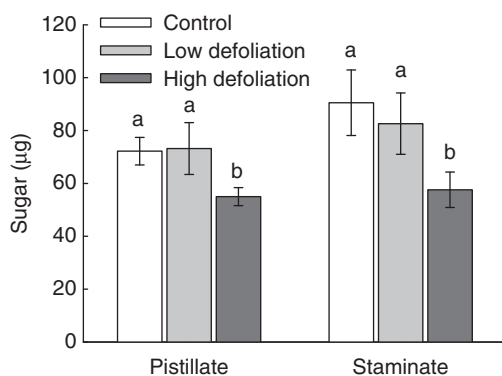 120
Control
Low defoliation
High defoliation
100
80
60
40
20
0
Sugar (μg)
a
a
b
a
a
b
Pistillate
Staminate